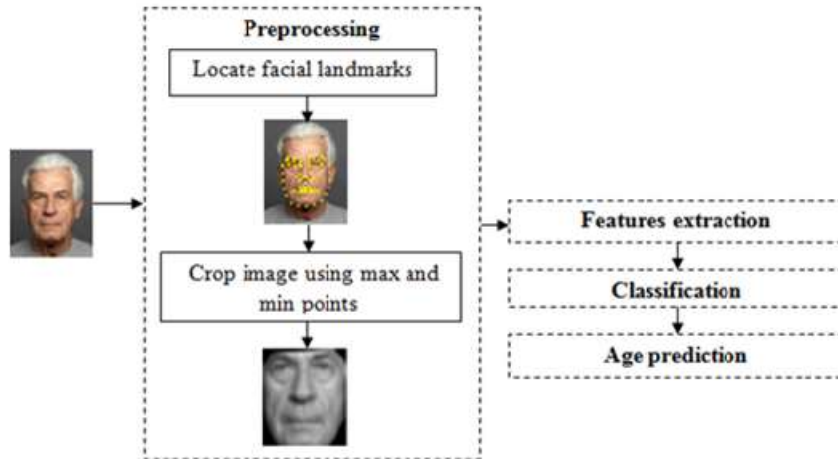 Preprocessing
Locate facial landmarks
Crop image using max and
min points
Features extraction
Classification
Age prediction